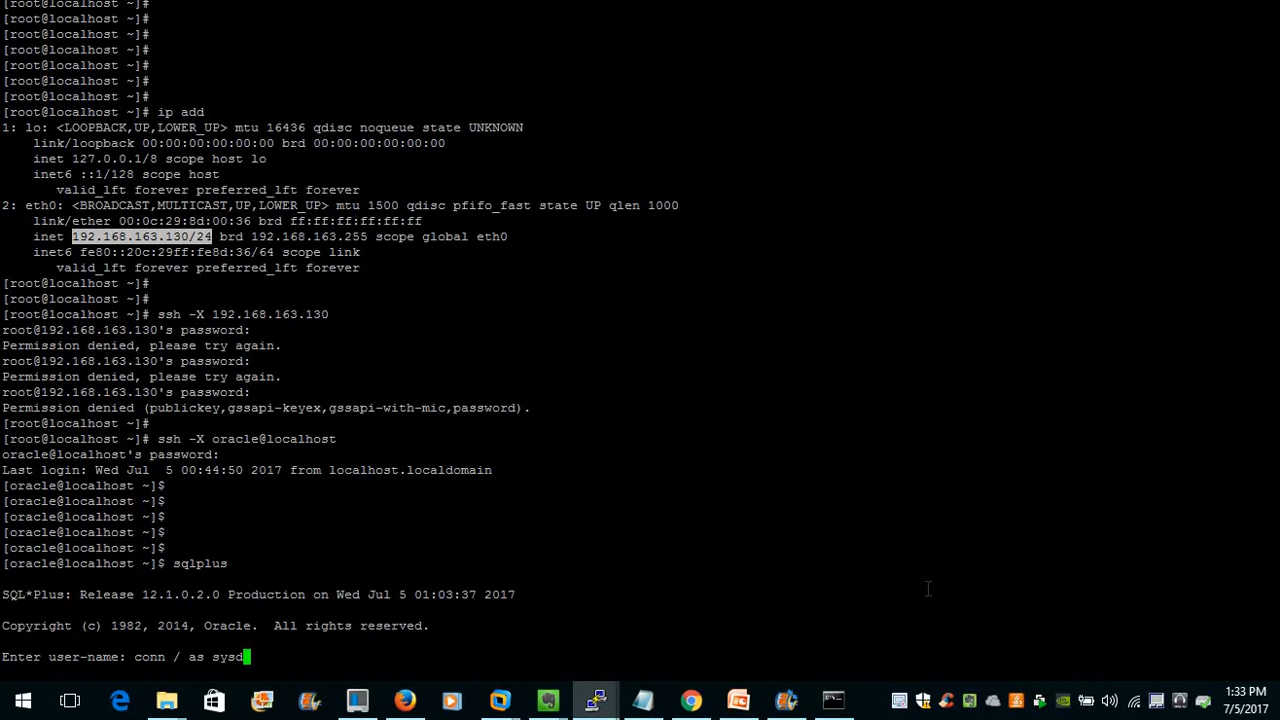 [root@localhost ~]#
[root@localhost ~]#
[root@localhost ~]#
[root@localhost ~]#
[root@localhost ~]#
[root@localhost ~]#
[root@localhost ~]#
[root@localhost ~]# ip add
1: lo: <LOOPBACK,UP,LOWER_UP> mtu 16436 qdisc noqueue state UNKNOWN
link/loopback 00:00:00:00:00:00 brd 00:00:00:00:00:00
inet 127.0.0.1/8 scope host lo
inet6 ::1/128 scope host
valid_lft forever preferred_lft forever
2: eth0: <BROADCAST,MULTICAST,UP,LOWER_UP> mtu 1500 qdisc pfifo_fast state UP qlen 1000
link/ether 00:0c:29:8d:00:36 brd ff:ff:ff:ff:ff:ff
inet 192.168.163.130/24 brd 192.168.163.255 scope global eth0
inet6 fe80::20c:29ff:fe8d:36/64 scope link
valid_lft forever preferred_lft forever
[root@localhost ~]#
[root@localhost ~]#
[root@localhost ~]# ssh -X 192.168.163.130
root@192.168.163.130's password:
Permission denied, please try again.
root@192.168.163.130's password:
Permission denied, please try again.
root@192.168.163.130's password:
Permission denied (publickey,gssapi-keyex,gssapi-with-mic,password).
[root@localhost ~]#
[root@localhost ~]# ssh -X oracle@localhost
oracle@localhost's password:
Last login: Wed Jul  5 00:44:50 2017 from localhost.localdomain
[oracle@localhost ~]$
[oracle@localhost ~]$
[oracle@localhost ~]$
[oracle@localhost ~]$
[oracle@localhost ~]$
[oracle@localhost ~]$ sqlplus
SQL*Plus: Release 12.1.0.2.0 Production on Wed Jul 5 01:03:37 2017
Copyright (c) 1982, 2014, Oracle.  All rights reserved.
Enter user-name: conn / as sysd
1:33 PM
7/5/2017